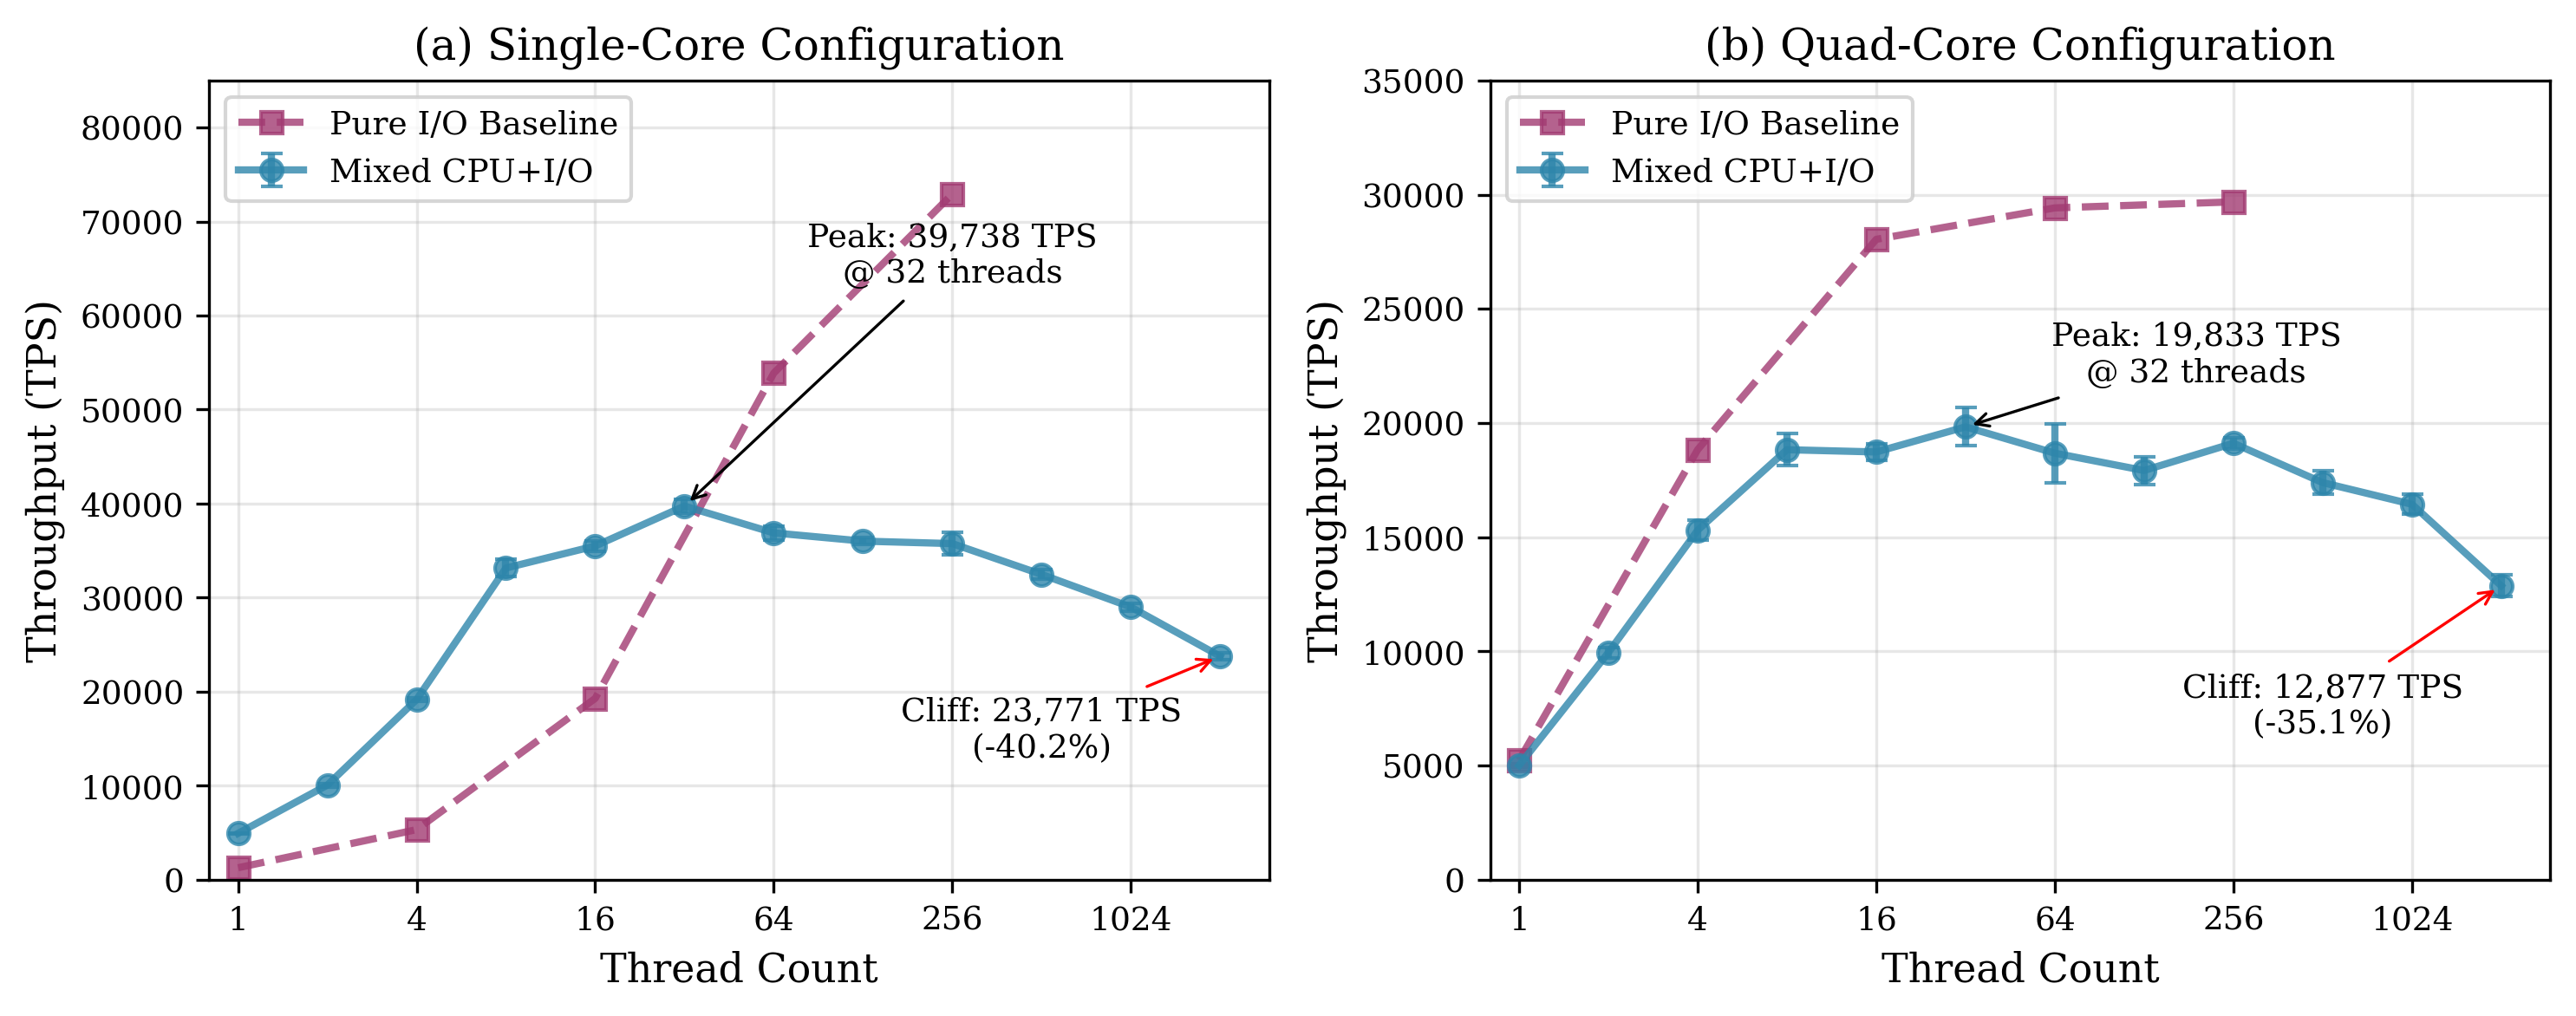 (a) Single-Core Configuration
Throughput (TPS)
80000
70000
60000
50000
40000
30000
20000
10000
0
Pure I/O Baseline
Mixed CPU+I/O
Peak: 39,738 TPS
@ 32 threads
Cliff: 23,771 TPS
(-40.2%)
1 4 16 64 256 1024
Thread Count
(b) Quad-Core Configuration
Throughput (TPS)
35000
30000
25000
20000
15000
10000
5000
0
Pure I/O Baseline
Mixed CPU+I/O
Peak: 19,833 TPS
@ 32 threads
Cliff: 12,877 TPS
(-35.1%)
1 4 16 64 256 1024
Thread Count